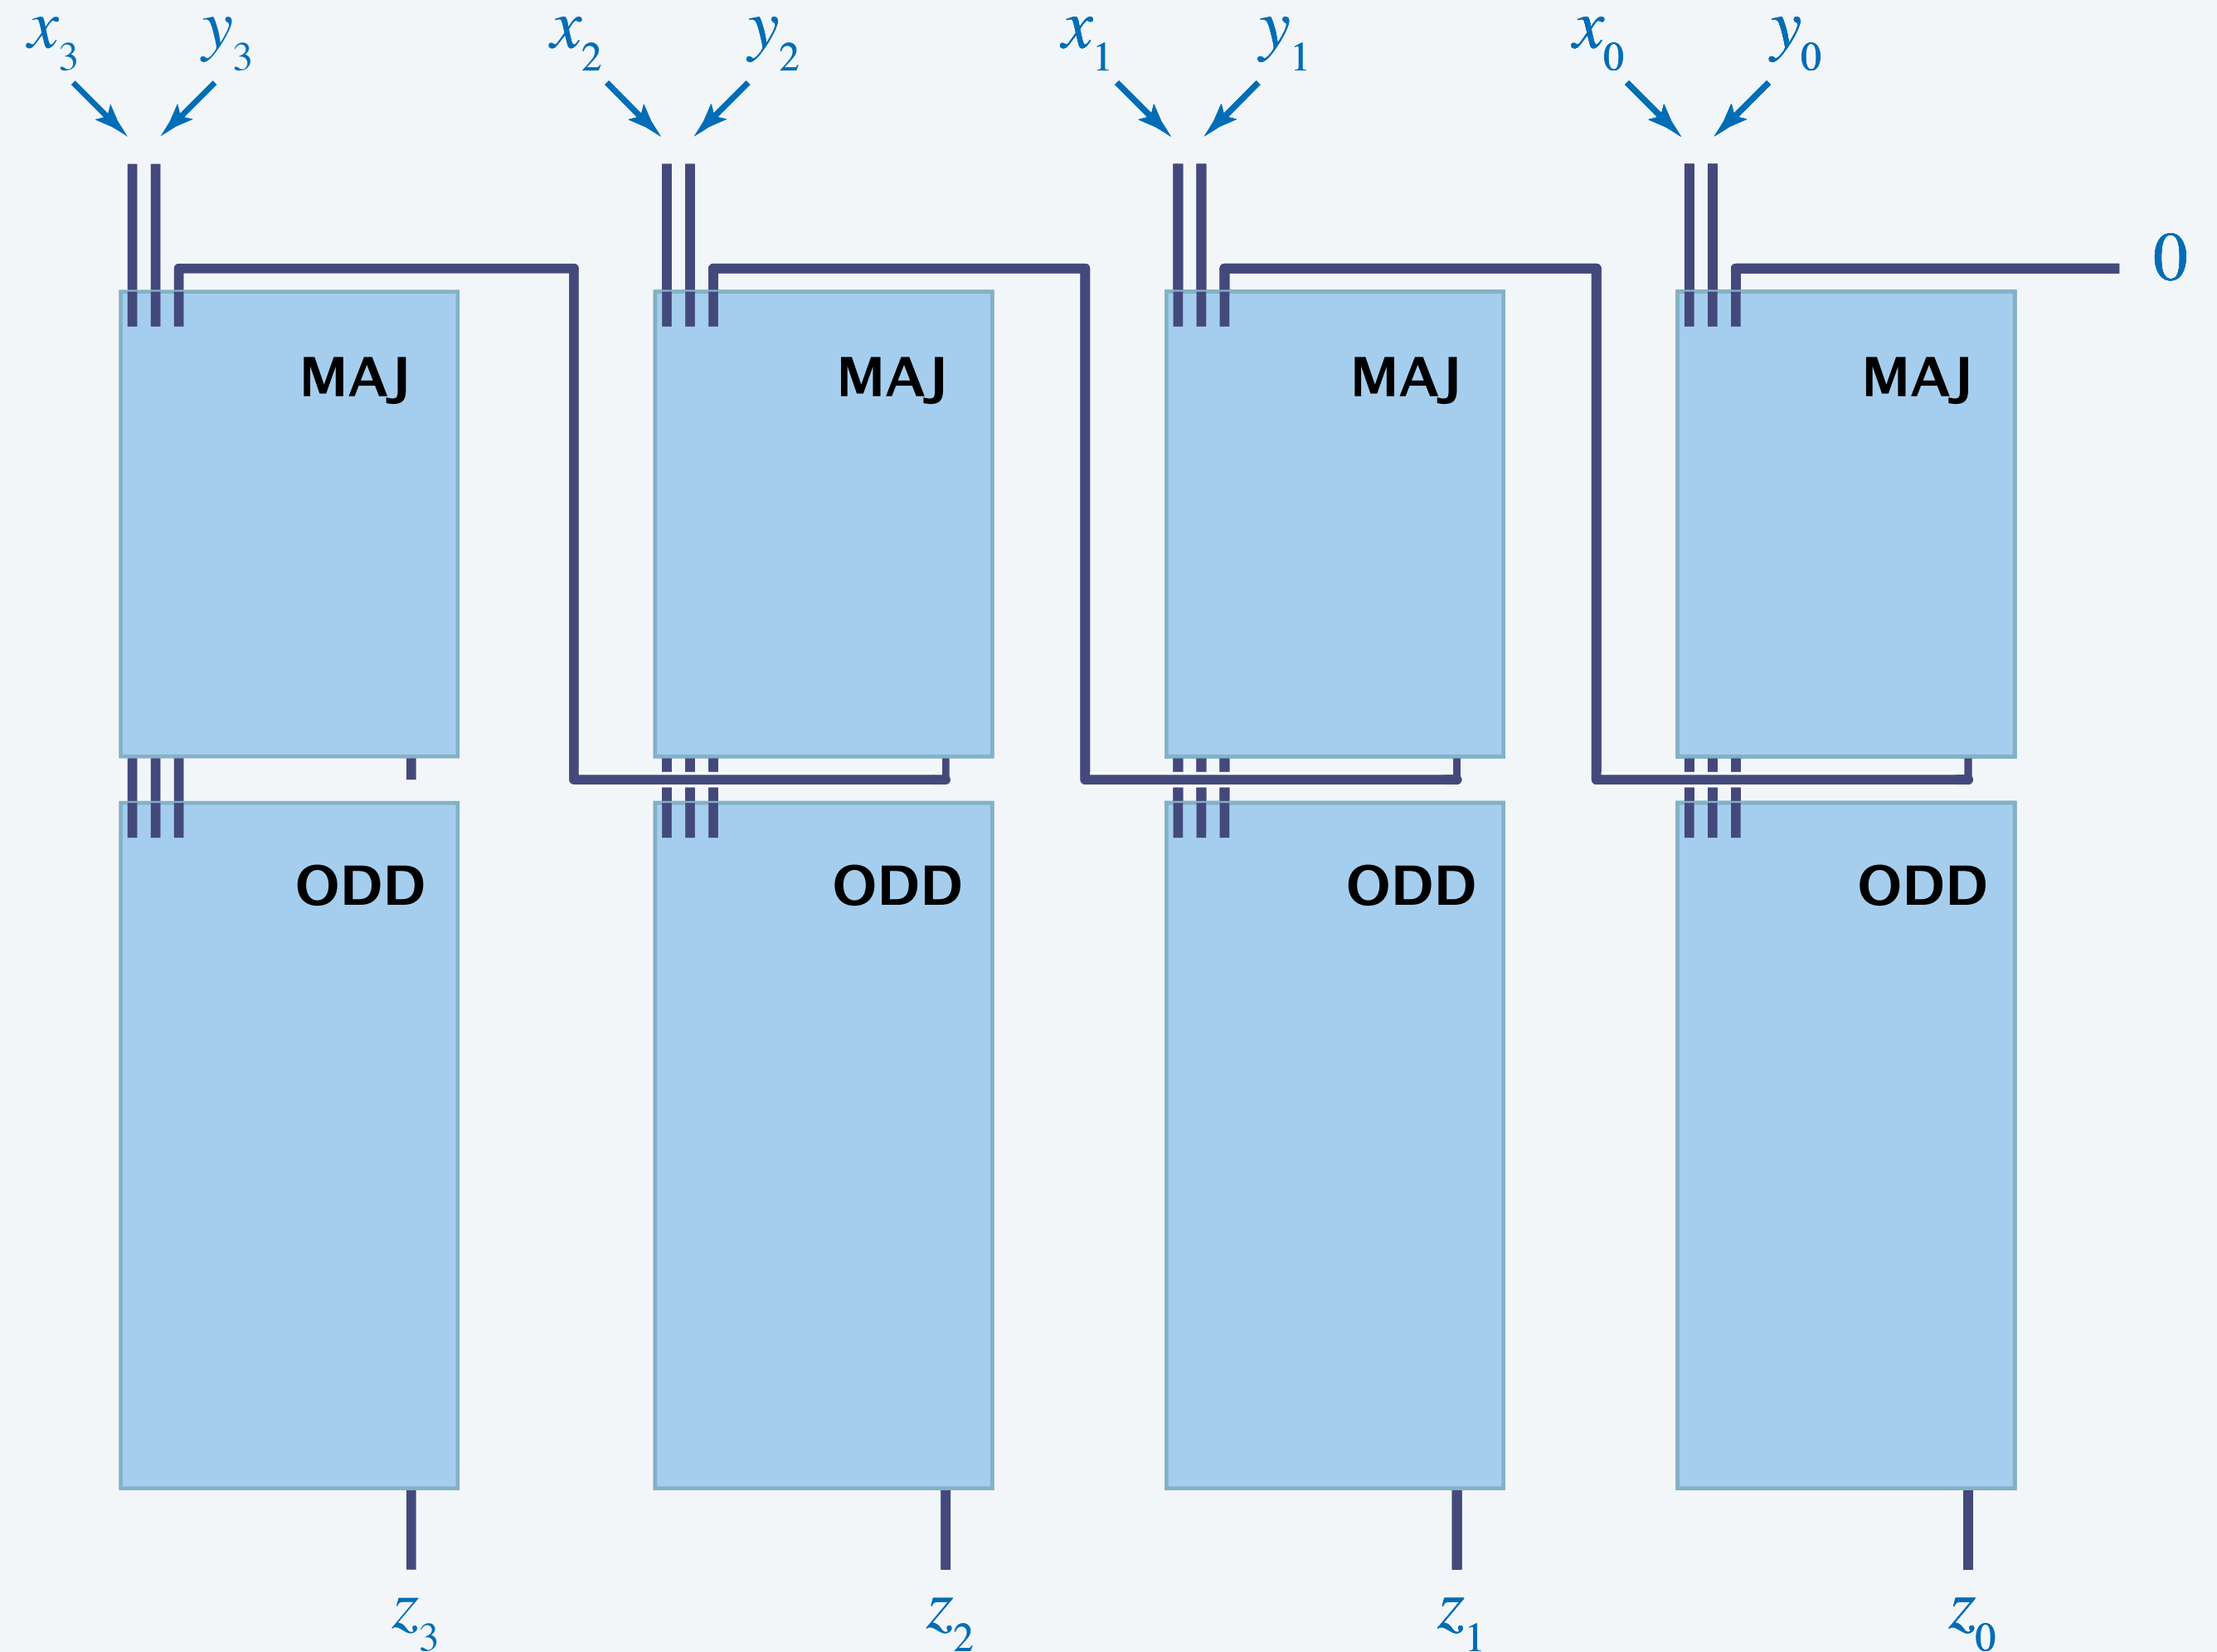 x3 y3 x2 y2 x1 y1 x0 y0
0
MAJ MAJ MAJ MAJ
ODD ODD ODD ODD
z3 z2 z1 z0